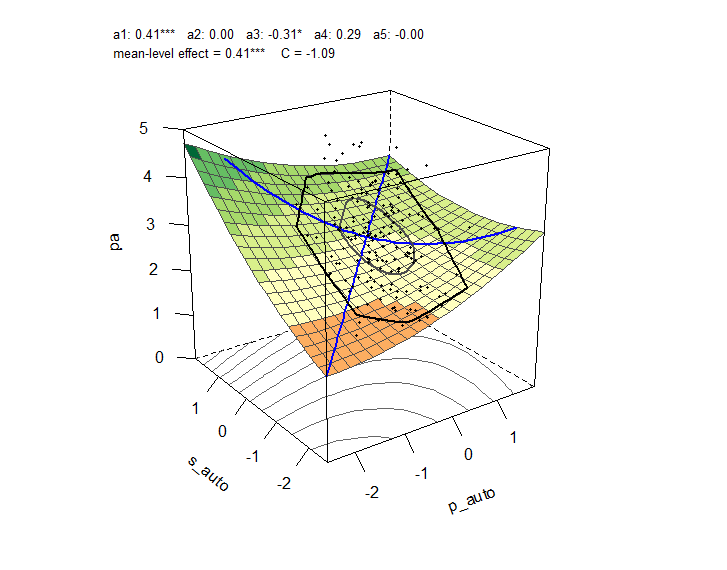 a1: 0.41*** a2: 0.00 a3: -0.31* a4: 0.29 a5: -0.00
mean-level effect = 0.41*** C = -1.09
5
4
3
2
1
0
pa
1
0
-1
-2
s_auto
-2
-1
0
1
p_auto